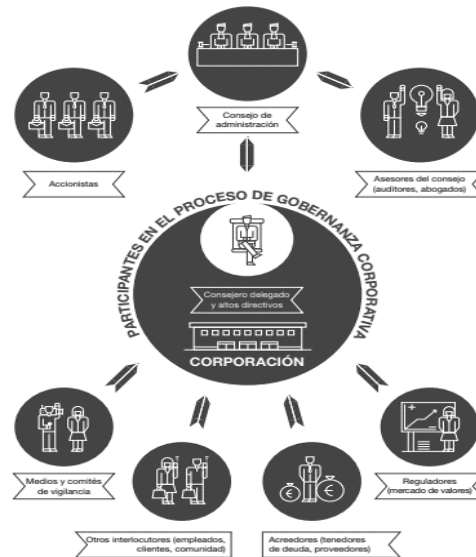 Consejo de
administración
Accionistas
Asesores del consejo
(auditores, abogados)
PARTICIPANTES EN EL PROCESO DE GOBERNANZA CORPORATIVA
Consejero delegado
y altos directivos
CORPORACIÓN
Medios y comités
de vigilancia
Reguladores
(mercado de valores)
Otros interlocutores (empleados,
clientes, comunidad)
Acreedores (tenedores
de deuda, proveedores)